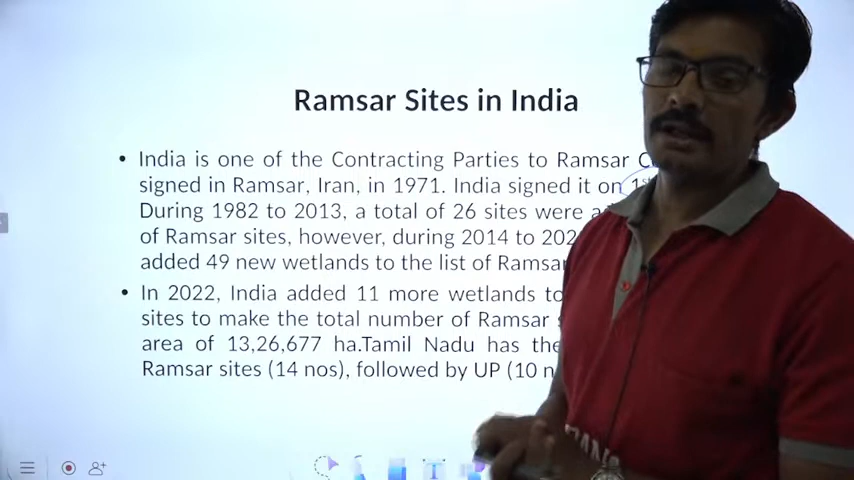 Ramsar Sites in India
• India is one of the Contracting Parties to Ramsar
signed in Ramsar, Iran, in 1971. India signed it on 1st
During 1982 to 2013, a total of 26 sites were
of Ramsar sites, however, during 2014 to
added 49 new wetlands to the list of
• In 2022, India added 11 more wetlands to
sites to make the total number of Ramsar
area of 13,26,677 ha.Tamil Nadu has the
Ramsar sites (14 nos), followed by UP (10
T